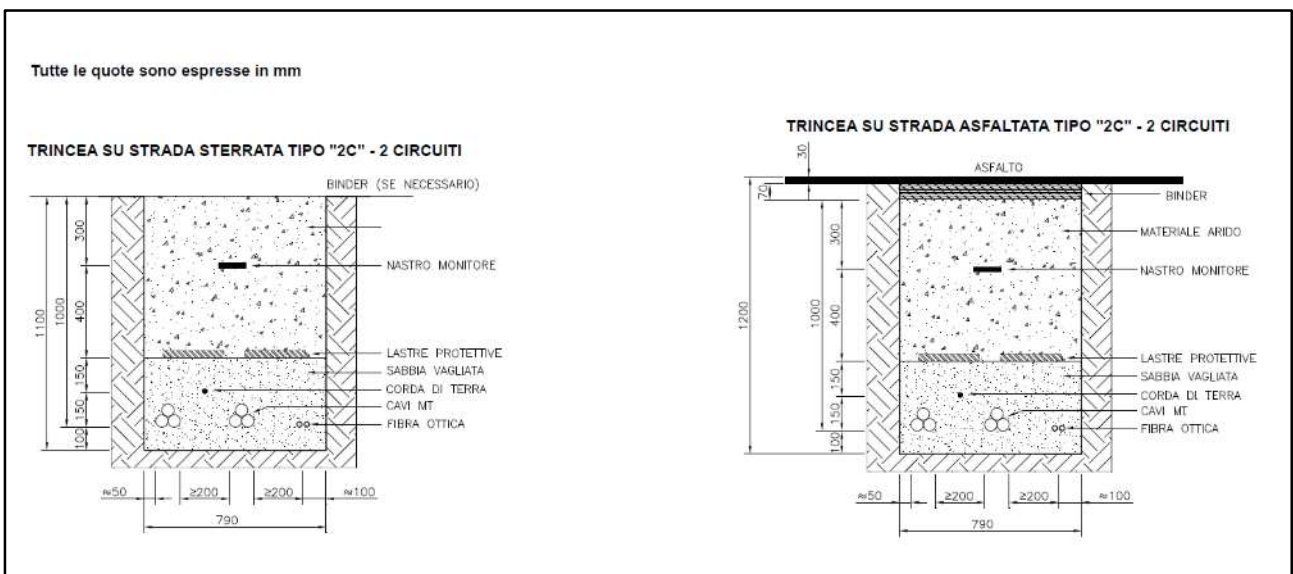 Tutte le quote sono espresse in mm
TRINCEA SU STRADA STERRATA TIPO "2C" - 2 CIRCUITI
BINDER (SE NECESSARIO)
NASTRO MONITORE
LASTRE PROTETTIVE
SABBIA VAGLIATA
CORDA DI TERRA
CAVI MT
FIBRA OTTICA
1100
1000
300
400
150
150
100
≈50
≥200
≥200
≈100
790
TRINCEA SU STRADA ASFALTATA TIPO "2C" - 2 CIRCUITI
30
70
ASFALTO
BINDER
MATERIALE ARIDO
NASTRO MONITORE
LASTRE PROTETTIVE
SABBIA VAGLIATA
CORDA DI TERRA
CAVI MT
FIBRA OTTICA
1200
1000
300
400
150
150
100
≈50
≥200
≥200
≈100
790